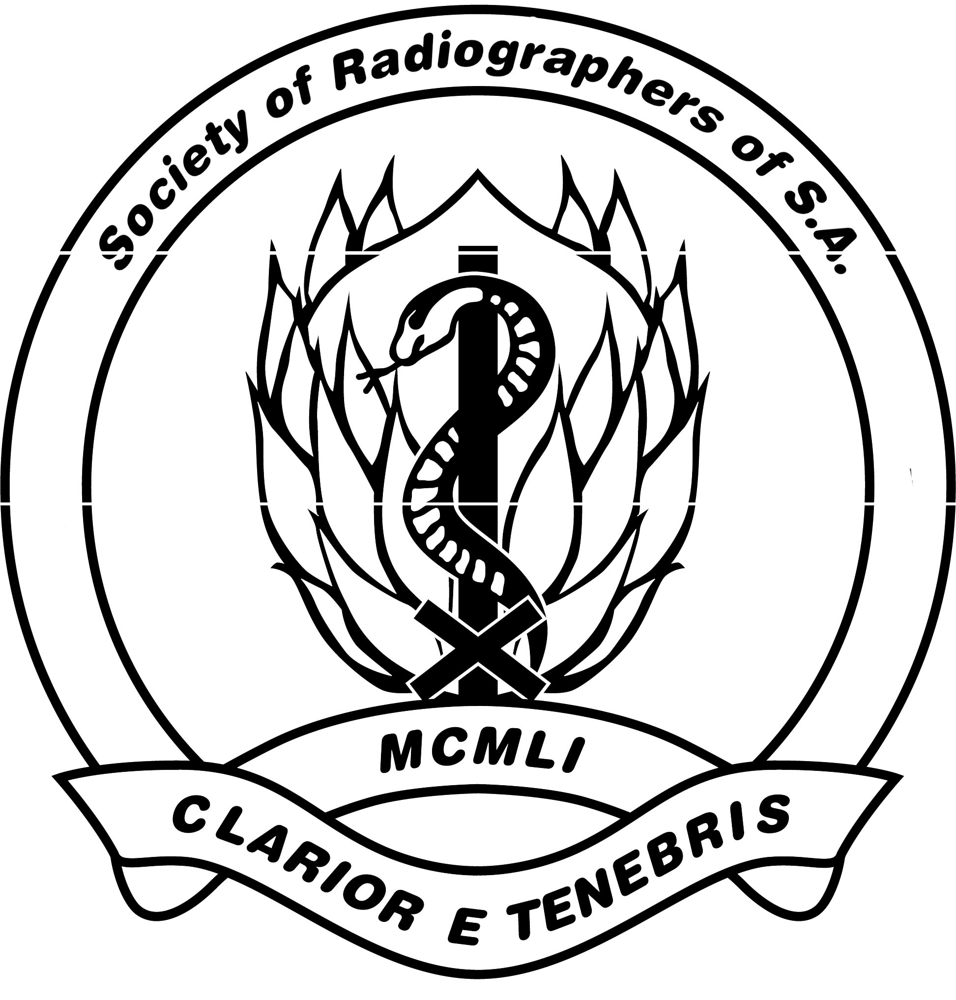 Society of Radiographers of S.A.
MCMLI
CLARIOR E TENEBRIS